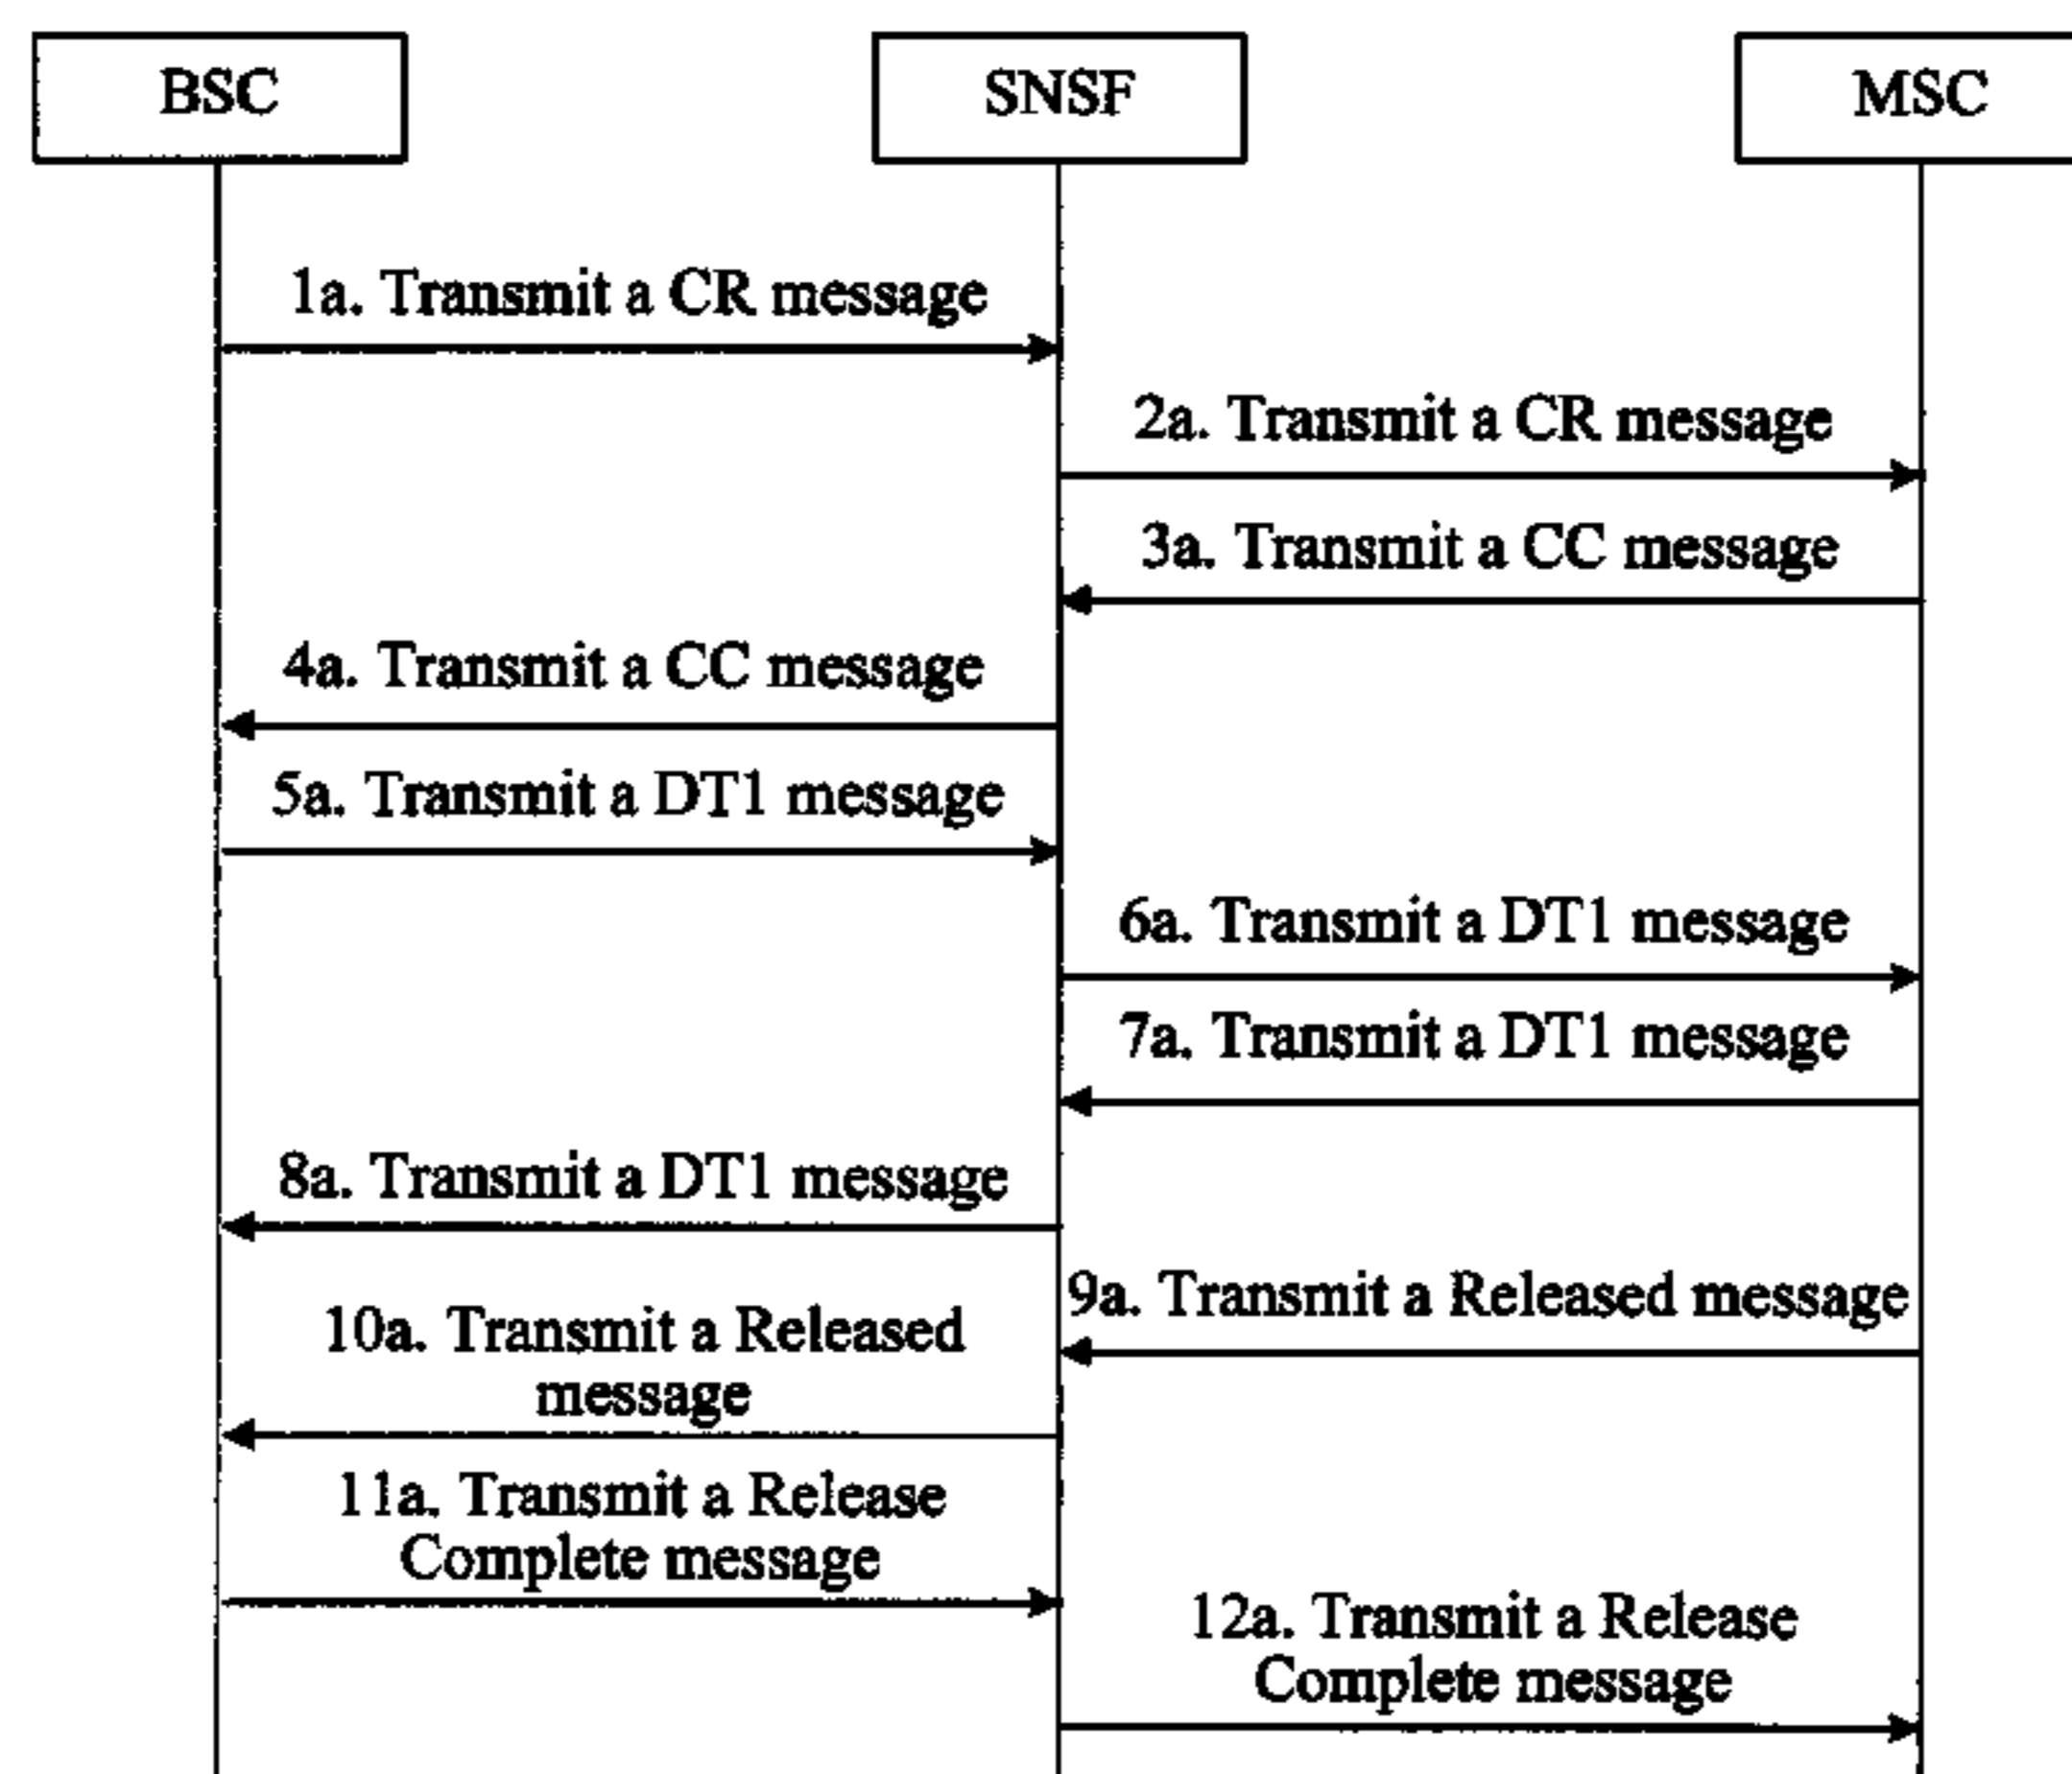 BSC
SNSF
MSC
1a. Transmit a CR message
2a. Transmit a CR message
3a. Transmit a CC message
4a. Transmit a CC message
5a. Transmit a DT1 message
6a. Transmit a DT1 message
7a. Transmit a DT1 message
8a. Transmit a DT1 message
9a. Transmit a Released message
10a. Transmit a Released
message
11a. Transmit a Release
Complete message
12a. Transmit a Release
Complete message